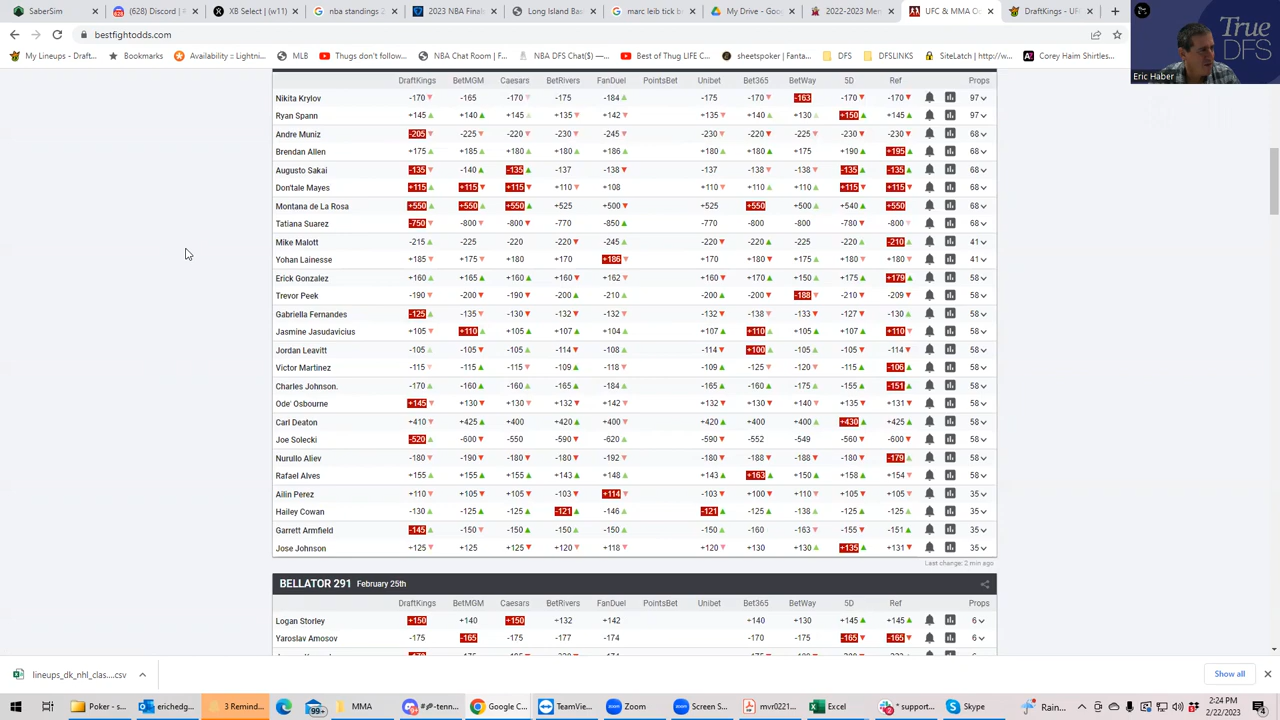 SaberSim
(628) Discord |
XB Select | (w11)
nba standings 2
2023 NBA Finals
Long Island Bas
marc leib tick b
My Drive - Goog
2022-2023 Mem
UFC & MMA O
DraftKings - UF
bestfightodds.com
My Lineups - Draft...
Bookmarks
Availability :: Lightni...
MLB
Thugs don't follow...
NBA Chat Room | F...
NBA DFS Chat($) —...
Best of Thug LIFE C...
sheetspoker | Fanta...
DFS
DFSLINKS
SiteLatch | http://w...
Corey Haim Shirtles...
True
DFS
Eric Haber
DraftKings BetMGM Caesars BetRivers FanDuel PointsBet Unibet Bet365 BetWay 5D Ref Props
Nikita Krylov -170 -165 -170 -175 -184 -175 -170 -163 -170 -170 97
Ryan Spann +145 +140 +145 +135 +142 +135 +140 +130 +150 +145 97
Andre Muniz -205 -225 -220 -230 -245 -230 -220 -225 -230 -230 68
Brendan Allen +175 +185 +180 +180 +186 +180 +180 +175 +190 +195 68
Augusto Sakai -135 -140 -135 -137 -138 -137 -138 -138 -135 -135 68
Don'tale Mayes +115 +115 +115 +110 +108 +110 +110 +110 +115 +115 68
Montana de La Rosa +550 +550 +550 +525 +500 +525 +550 +500 +540 +550 68
Tatiana Suarez -750 -800 -800 -770 -850 -770 -800 -800 -780 -800 68
Mike Malott -215 -225 -220 -220 -245 -220 -220 -225 -220 -210 41
Yohan Lainesse +185 +175 +180 +170 +186 +170 +180 +175 +180 +180 41
Erick Gonzalez +160 +165 +160 +160 +162 +160 +170 +150 +175 +179 58
Trevor Peek -190 -200 -190 -200 -210 -200 -200 -188 -210 -209 58
Gabriella Fernandes -125 -135 -130 -132 -132 -132 -138 -133 -127 -130 58
Jasmine Jasudavicius +105 +110 +105 +107 +104 +107 +110 +105 +107 +110 58
Jordan Leavitt -105 -105 -105 -114 -108 -114 +100 -105 -105 -114 58
Victor Martinez -115 -115 -115 -109 -118 -109 -125 -120 -115 -106 58
Charles Johnson. -170 -160 -160 -165 -184 -165 -160 -175 -155 -151 58
Ode' Osbourne +145 +130 +130 +132 +142 +132 +130 +140 +135 +131 58
Carl Deaton +410 +425 +400 +420 +400 +420 +400 +400 +430 +425 58
Joe Solecki -520 -600 -550 -590 -620 -590 -552 -549 -560 -600 58
Nurullo Aliev -180 -190 -180 -180 -192 -180 -188 -188 -180 -179 58
Rafael Alves +155 +155 +155 +143 +148 +143 +163 +150 +158 +154 58
Ailin Perez +110 +105 +105 -103 +114 -103 +100 +110 +105 +105 35
Hailey Cowan -130 -125 -125 -121 -146 -121 -125 -138 -125 -125 35
Garrett Armfield -145 -150 -150 -150 -150 -150 -160 -163 -155 -151 35
Jose Johnson +125 +125 +125 +120 +118 +120 +130 +130 +135 +131 35
Last change: 2 min ago
BELLATOR 291 February 25th
DraftKings BetMGM Caesars BetRivers FanDuel PointsBet Unibet Bet365 BetWay 5D Ref Props
Logan Storley +150 +140 +150 +132 +142 +140 +130 +145 +145 6
Yaroslav Amosov -175 -165 -175 -177 -174 -170 -175 -165 -165 6
lineups_dk_nhl_clas....csv
Show all
Poker - s...
erichedg...
3 Remind...
99+
MMA
#🏓-tenn...
Google C...
TeamVie...
Zoom
Screen S...
mvr0221...
Excel
* support...
Skype
Rain...
2:24 PM
2/22/2023